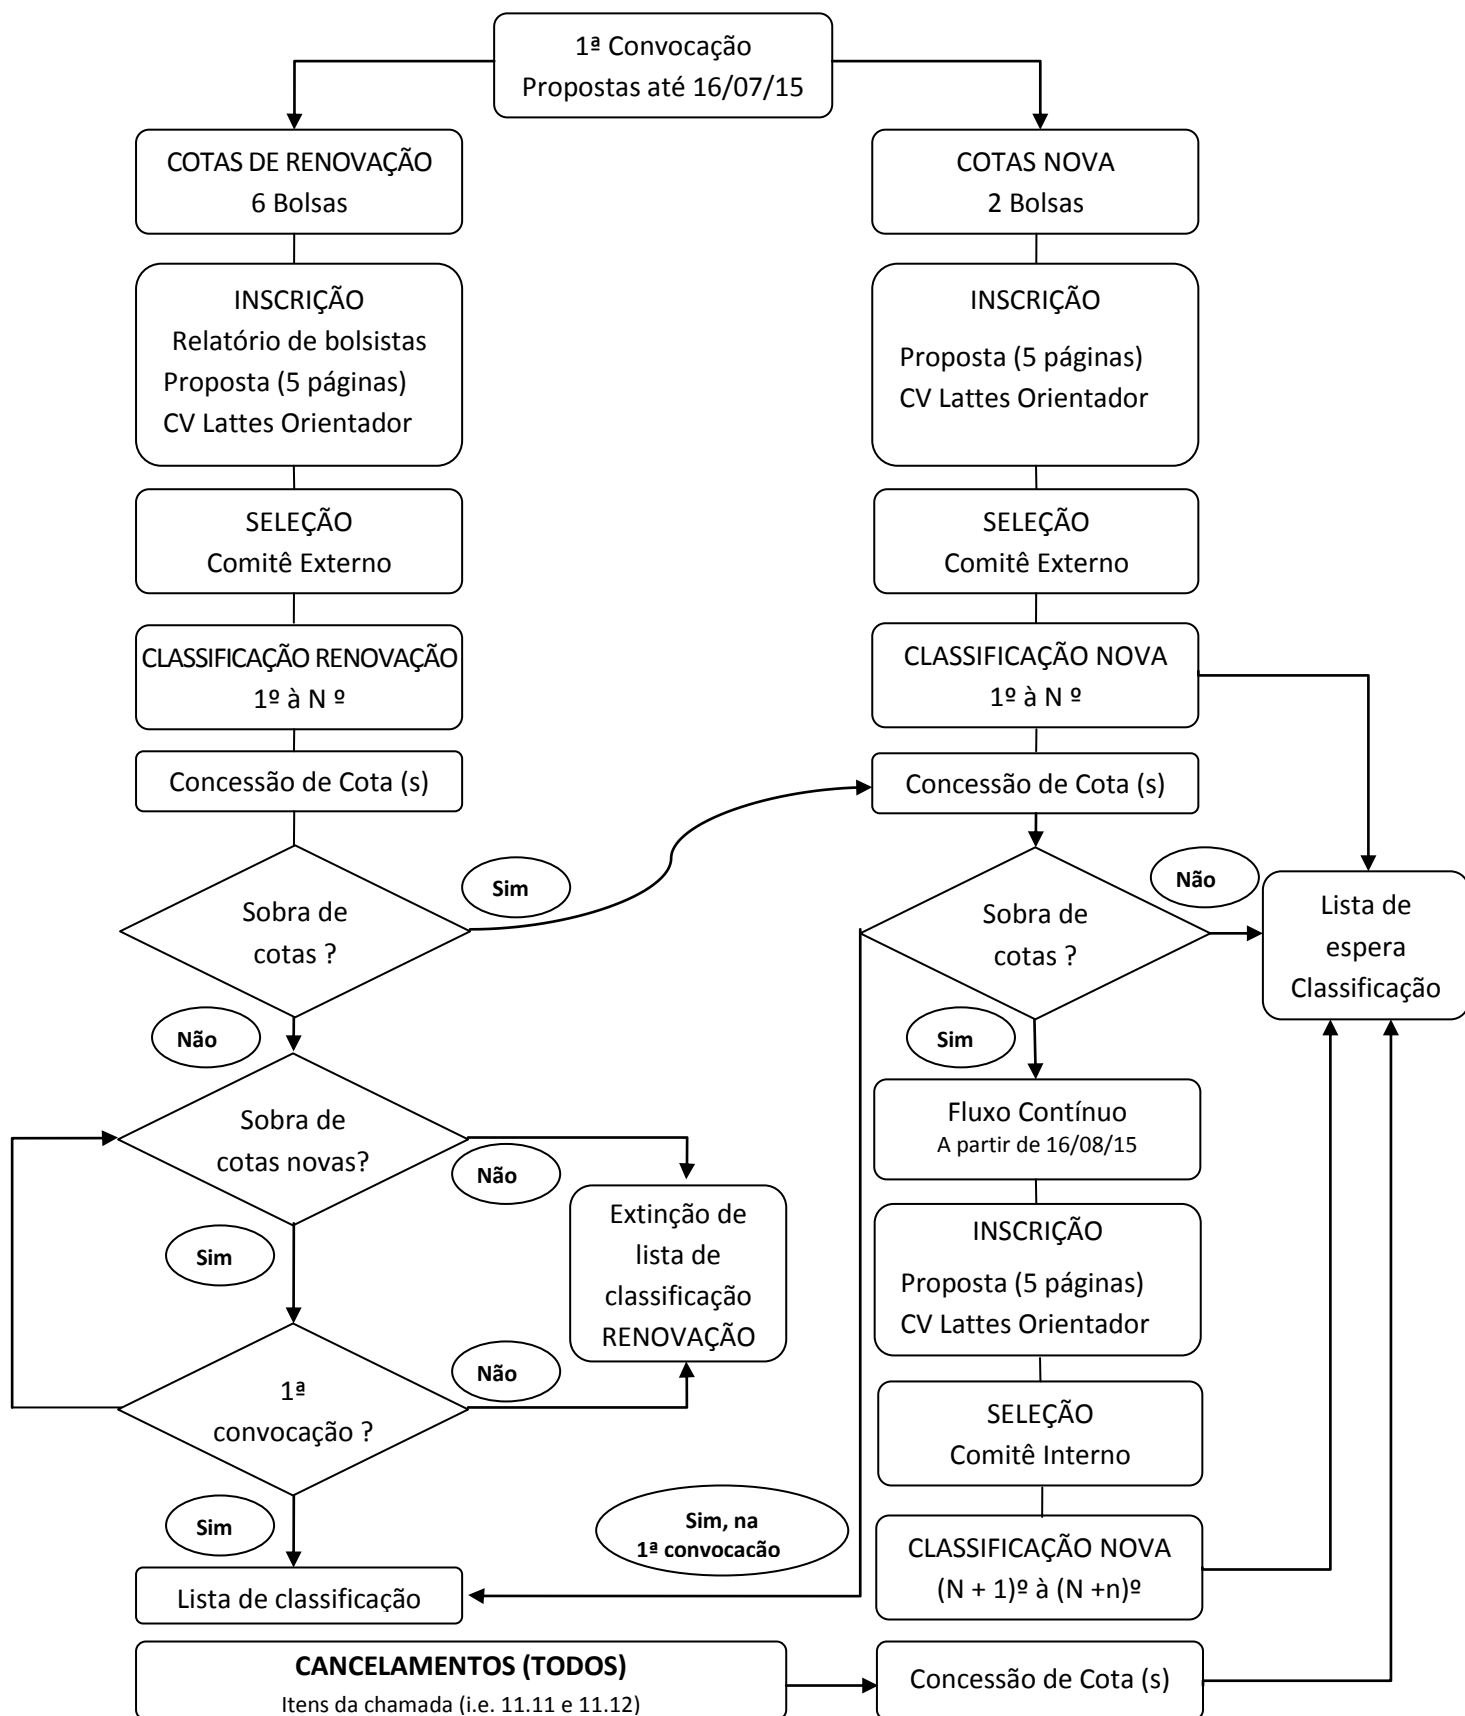 1ª Convocação
Propostas até 16/07/15
COTAS DE RENOVAÇÃO
6 Bolsas
COTAS NOVA
2 Bolsas
INSCRIÇÃO
Relatório de bolsistas
Proposta (5 páginas)
CV Lattes Orientador
INSCRIÇÃO
Proposta (5 páginas)
CV Lattes Orientador
SELEÇÃO
Comitê Externo
SELEÇÃO
Comitê Externo
CLASSIFICAÇÃO RENOVAÇÃO
1º à N º
CLASSIFICAÇÃO NOVA
1º à N º
Concessão de Cota (s)
Concessão de Cota (s)
Sobra de
cotas ?
Sim
Sobra de
cotas ?
Não
Lista de
espera
Classificação
Não
Sim
Sobra de
cotas novas?
Não
Sim
Extinção de
lista de
classificação
RENOVAÇÃO
Fluxo Contínuo
A partir de 16/08/15
INSCRIÇÃO
Proposta (5 páginas)
CV Lattes Orientador
1ª
convocação ?
Não
Sim
SELEÇÃO
Comitê Interno
Sim, na
1ª convocacão
CLASSIFICAÇÃO NOVA
(N + 1)º à (N +n)º
Lista de classificação
CANCELAMENTOS (TODOS)
Itens da chamada (i.e. 11.11 e 11.12)
Concessão de Cota (s)